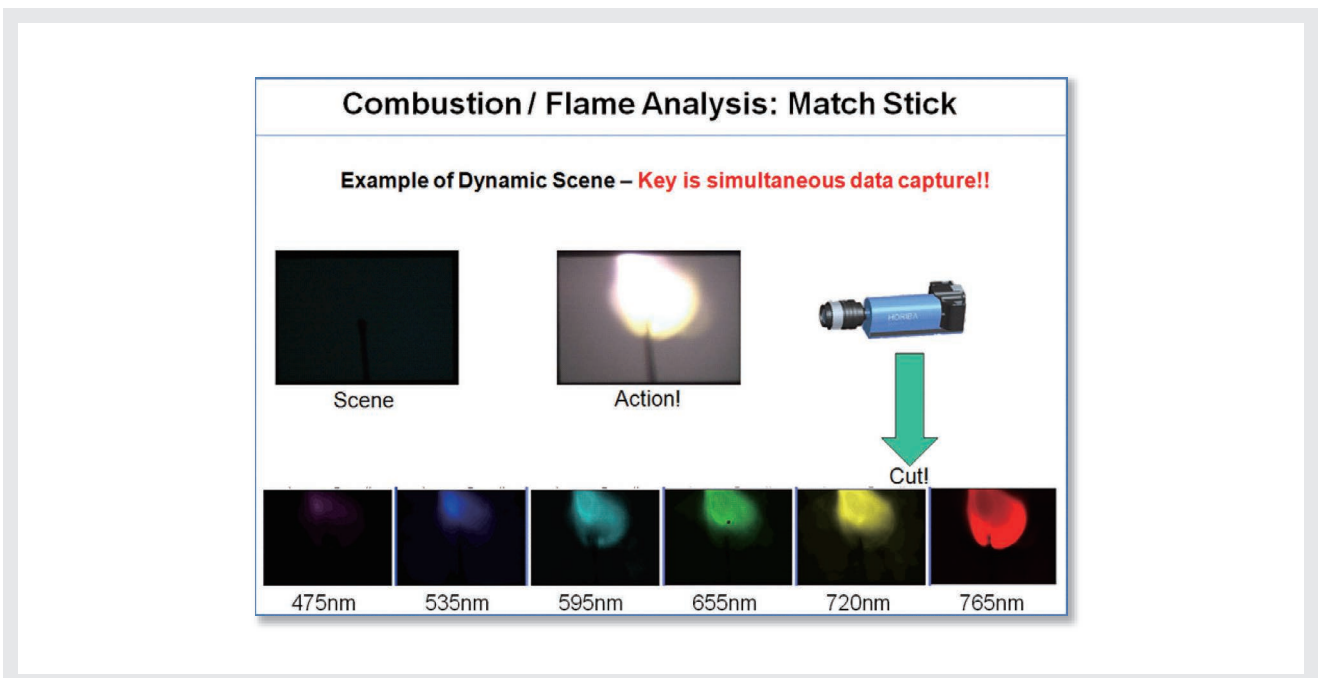 Combustion / Flame Analysis: Match Stick
Example of Dynamic Scene – Key is simultaneous data capture!!
HORIBA
Scene
Action!
Cut!
475nm
535nm
595nm
655nm
720nm
765nm